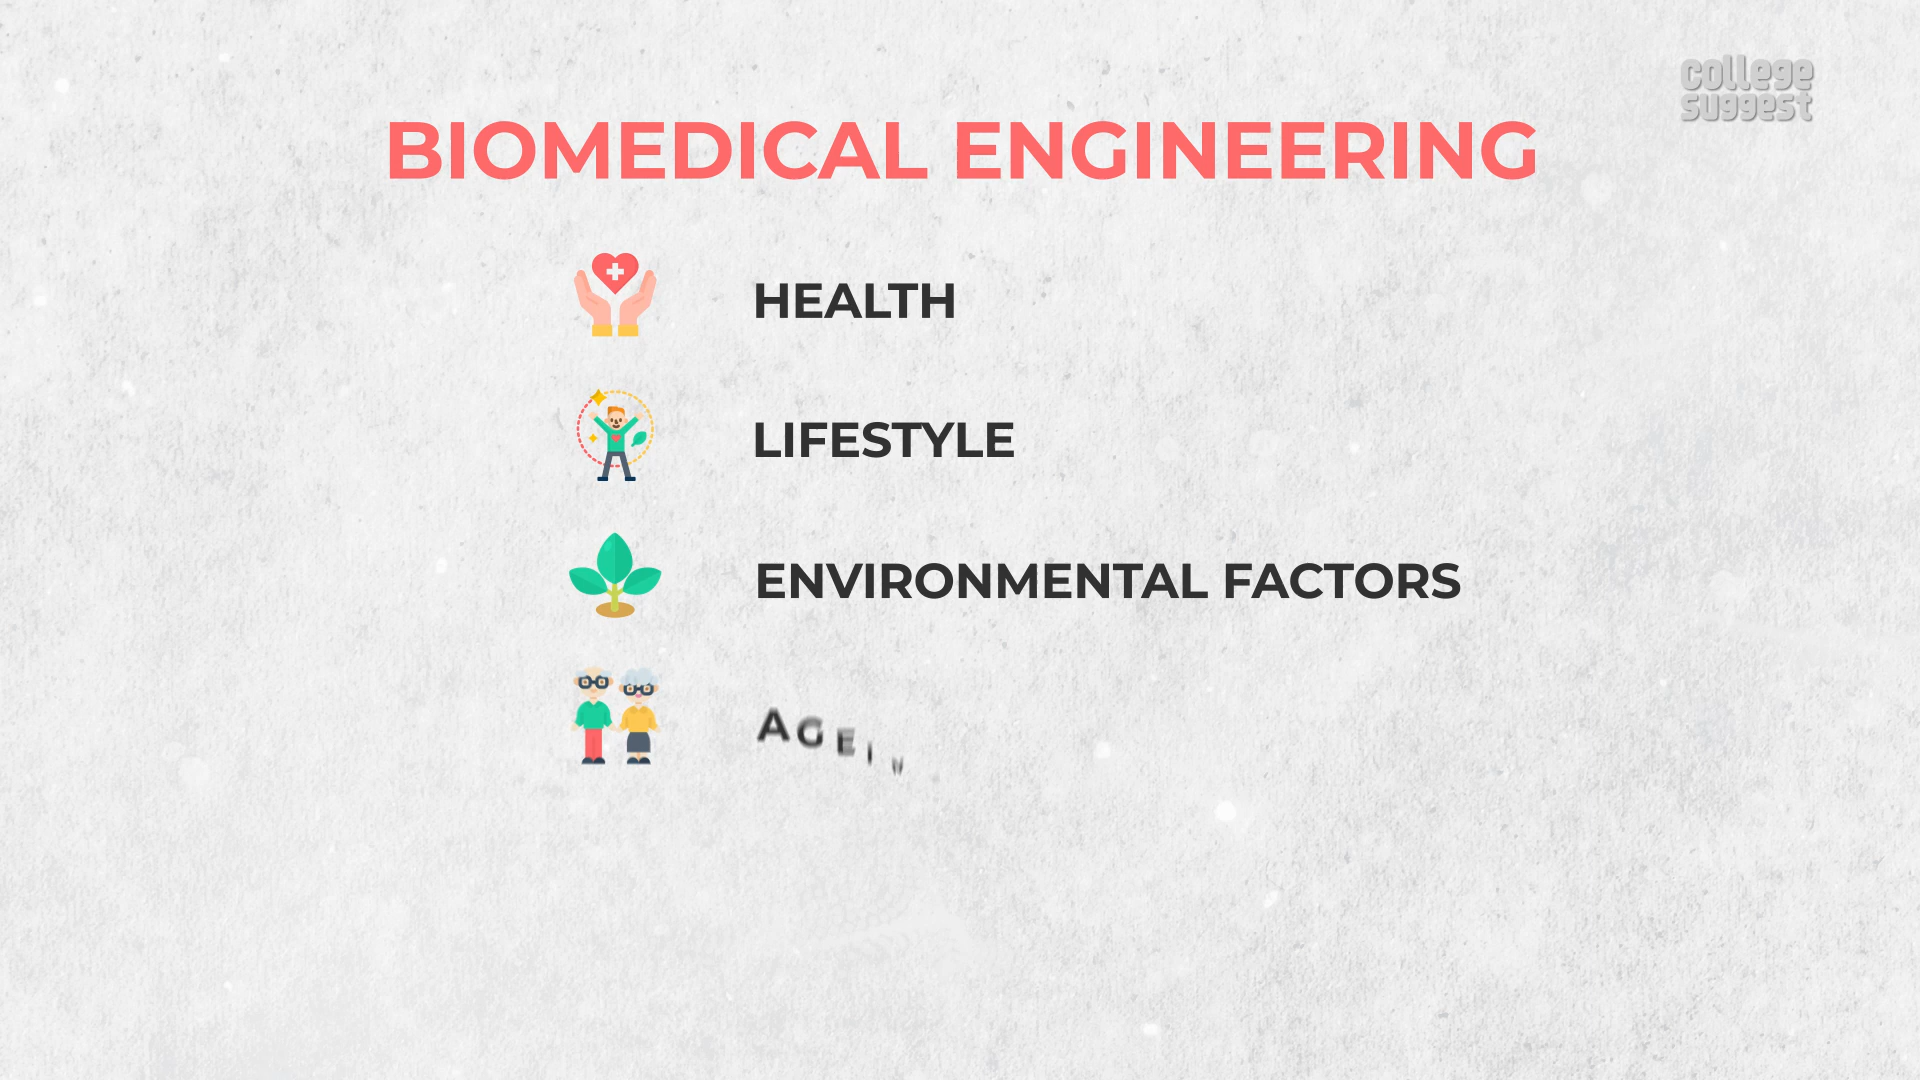 college
suggest
BIOMEDICAL ENGINEERING
HEALTH
LIFESTYLE
ENVIRONMENTAL FACTORS